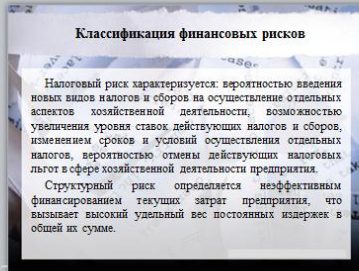 Классификация финансовых рисков
Налоговый риск характеризуется: вероятностью введения
новых видов налогов и сборов на осуществление отдельных
аспектов хозяйственной деятельности, возможностью
увеличения уровня ставок действующих налогов и сборов,
изменением сроков и условий осуществления отдельных
налогов, вероятностью отмены действующих налоговых
льгот в сфере хозяйственной деятельности предприятия.
Структурный риск определяется неэффективным
финансированием текущих затрат предприятия, что
вызывает высокий удельный вес постоянных издержек в
общей их сумме.